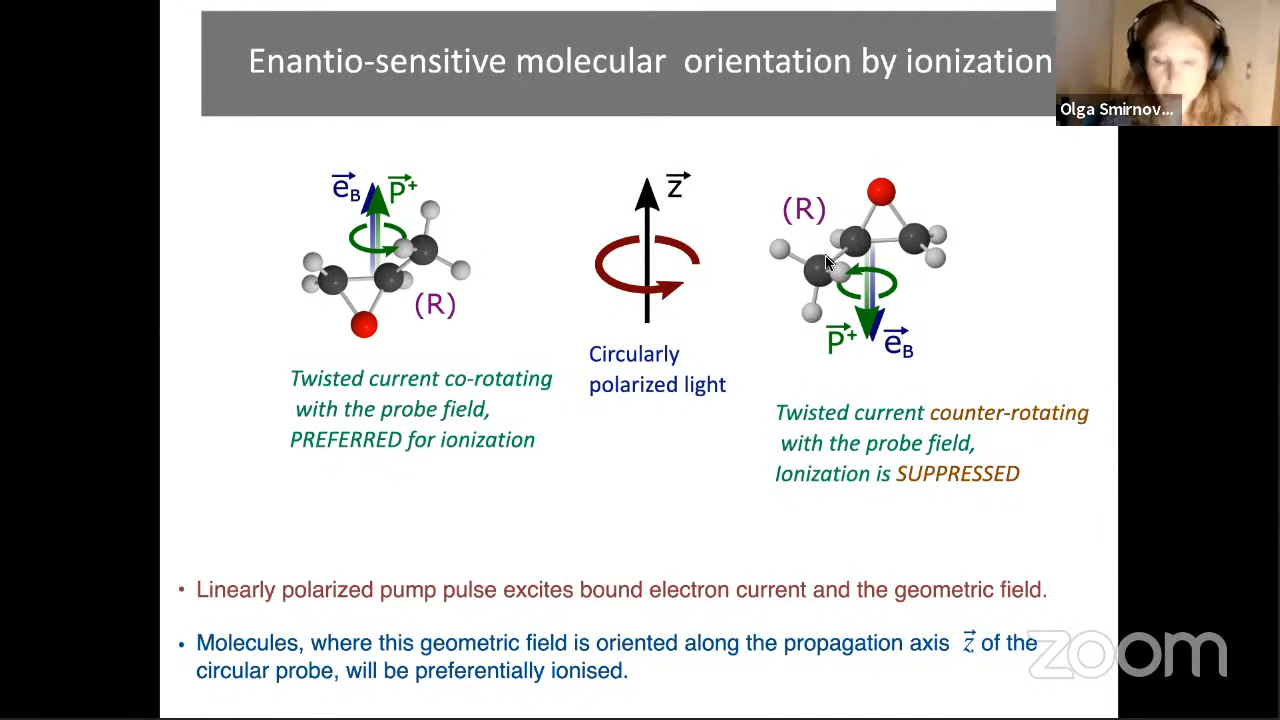 Enantio-sensitive molecular orientation by ionization
Olga Smirnov...
e⃗B P⃗+
(R)
z⃗
Circularly
polarized light
(R)
P⃗+ e⃗B
Twisted current co-rotating
with the probe field,
PREFERRED for ionization
Twisted current counter-rotating
with the probe field,
Ionization is SUPPRESSED
• Linearly polarized pump pulse excites bound electron current and the geometric field.
• Molecules, where this geometric field is oriented along the propagation axis z⃗ of the
circular probe, will be preferentially ionised.
zoom